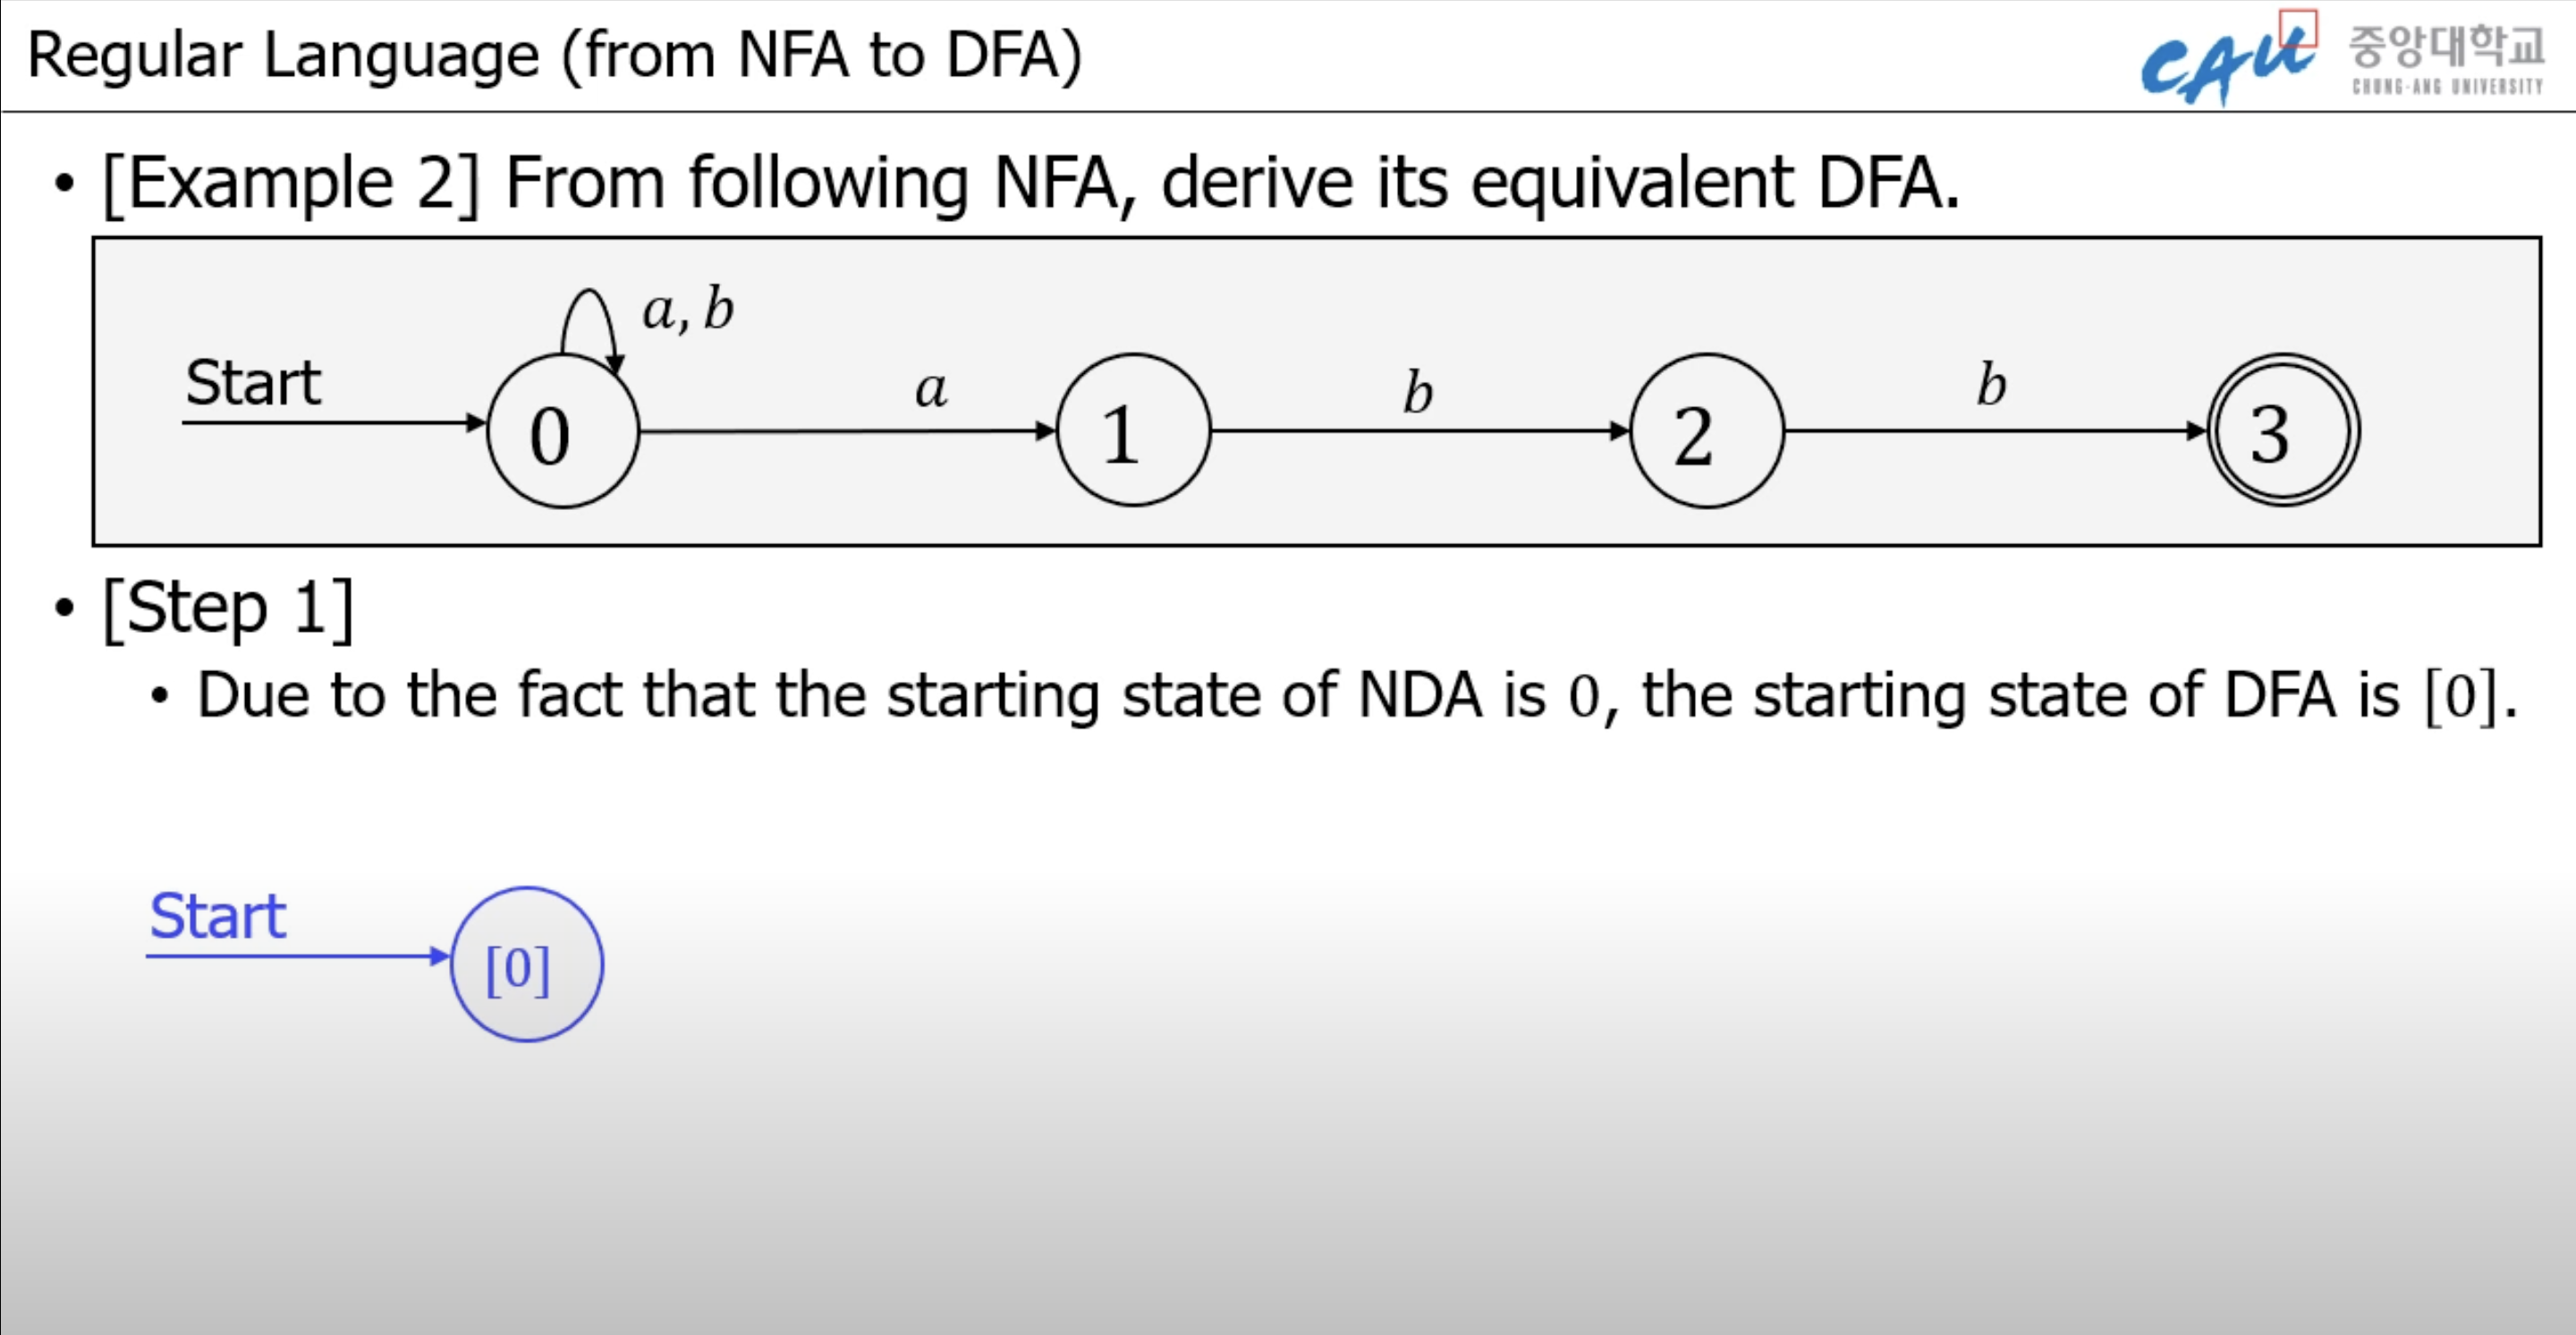 Regular Language (from NFA to DFA)
CAU 중앙대학교
CHUNG-ANG UNIVERSITY
• [Example 2] From following NFA, derive its equivalent DFA.
a, b
Start
a
b
b
0
1
2
3
• [Step 1]
• Due to the fact that the starting state of NDA is 0, the starting state of DFA is [0].
Start
[0]